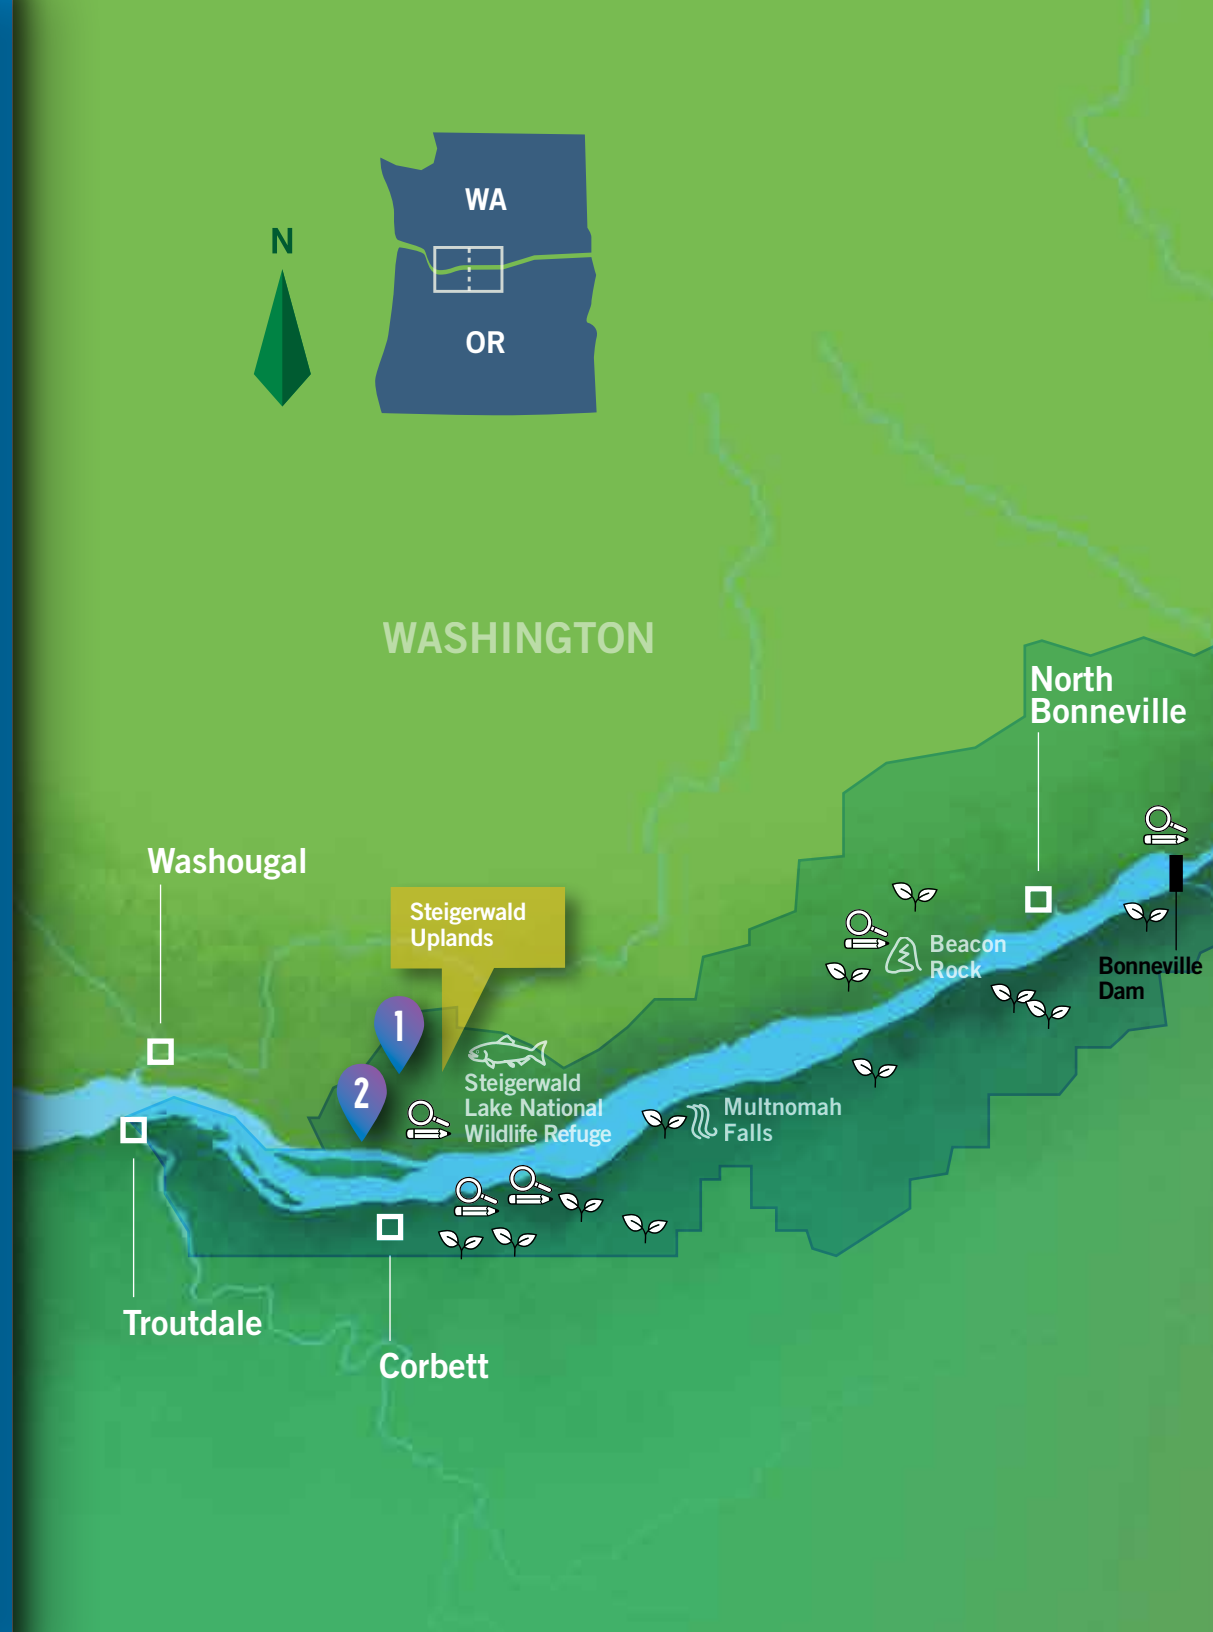 WA
N
OR
WASHINGTON
North
Bonneville
Washougal
Steigerwald
Uplands
Beacon
Rock
Bonneville
Dam
1
2
Steigerwald
Lake National
Wildlife Refuge
Multnomah
Falls
Troutdale
Corbett